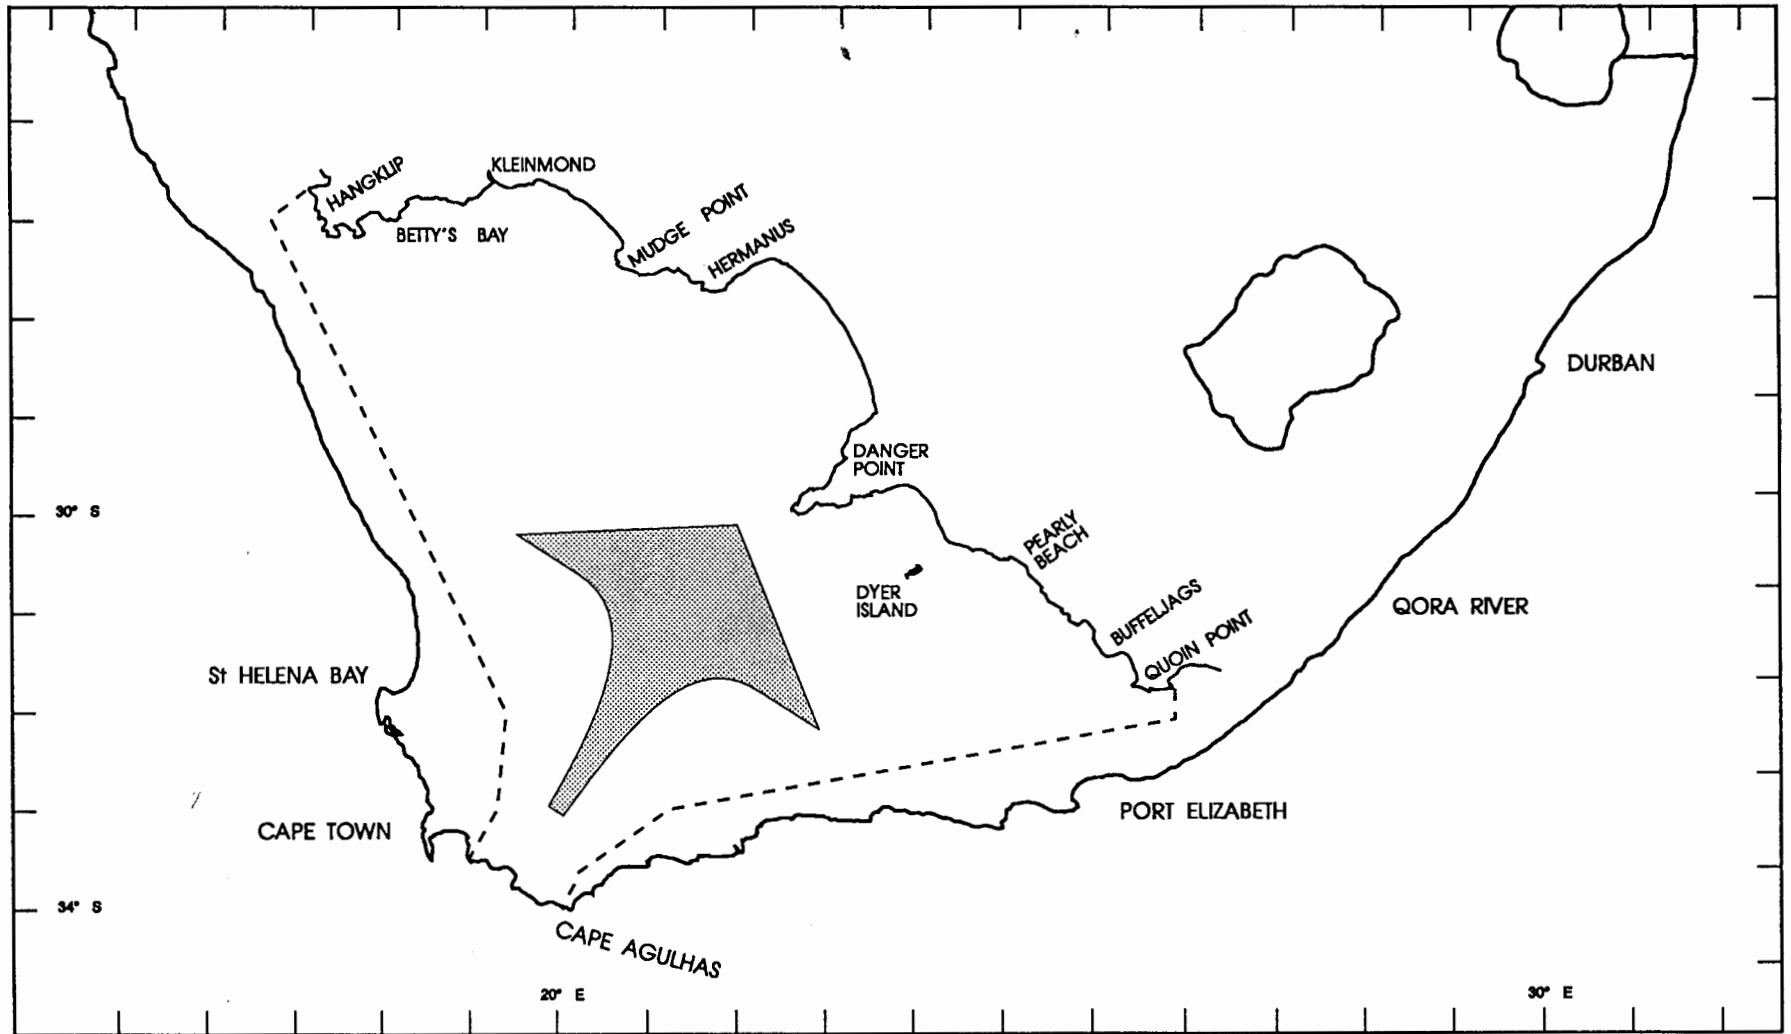 KLEINMOND
HANGKLIP
BETTY'S BAY
MUDGE POINT
HERMANUS
DURBAN
DANGER
POINT
30° S
PEARLY
BEACH
DYER
ISLAND
BUFFELJAGS
QORA RIVER
QUOIN POINT
St HELENA BAY
PORT ELIZABETH
CAPE TOWN
34° S
CAPE AGULHAS
20° E
30° E